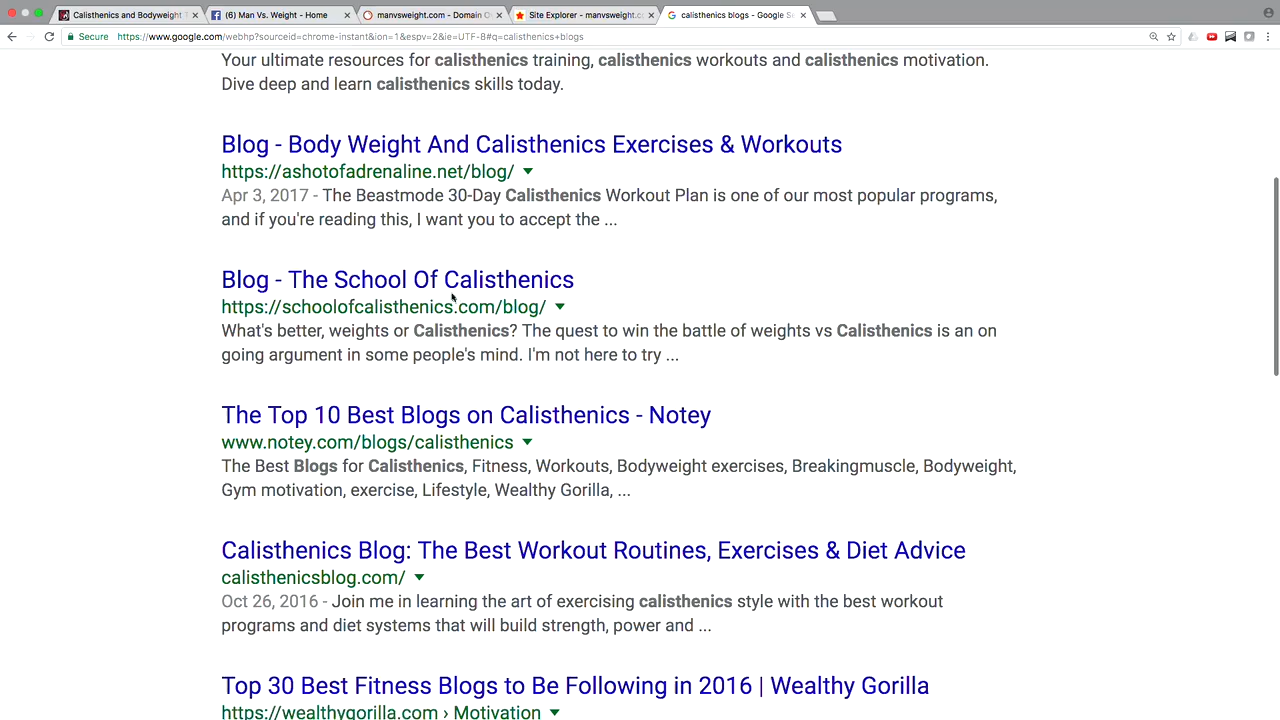 Calisthenics and Bodyweight T
(6) Man Vs. Weight - Home
manvsweight.com - Domain O
Site Explorer - manvsweight.c
calisthenics blogs - Google Se
Secure
https://www.google.com/webhp?sourceid=chrome-instant&ion=1&espv=2&ie=UTF-8#q=calisthenics+blogs
Your ultimate resources for calisthenics training, calisthenics workouts and calisthenics motivation.
Dive deep and learn calisthenics skills today.
Blog - Body Weight And Calisthenics Exercises & Workouts
https://ashotofadrenaline.net/blog/
Apr 3, 2017 - The Beastmode 30-Day Calisthenics Workout Plan is one of our most popular programs,
and if you're reading this, I want you to accept the ...
Blog - The School Of Calisthenics
https://schoolofcalisthenics.com/blog/
What's better, weights or Calisthenics? The quest to win the battle of weights vs Calisthenics is an on
going argument in some people's mind. I'm not here to try ...
The Top 10 Best Blogs on Calisthenics - Notey
www.notey.com/blogs/calisthenics
The Best Blogs for Calisthenics, Fitness, Workouts, Bodyweight exercises, Breakingmuscle, Bodyweight,
Gym motivation, exercise, Lifestyle, Wealthy Gorilla, ...
Calisthenics Blog: The Best Workout Routines, Exercises & Diet Advice
calisthenicsblog.com/
Oct 26, 2016 - Join me in learning the art of exercising calisthenics style with the best workout
programs and diet systems that will build strength, power and ...
Top 30 Best Fitness Blogs to Be Following in 2016 | Wealthy Gorilla
https://wealthygorilla.com › Motivation